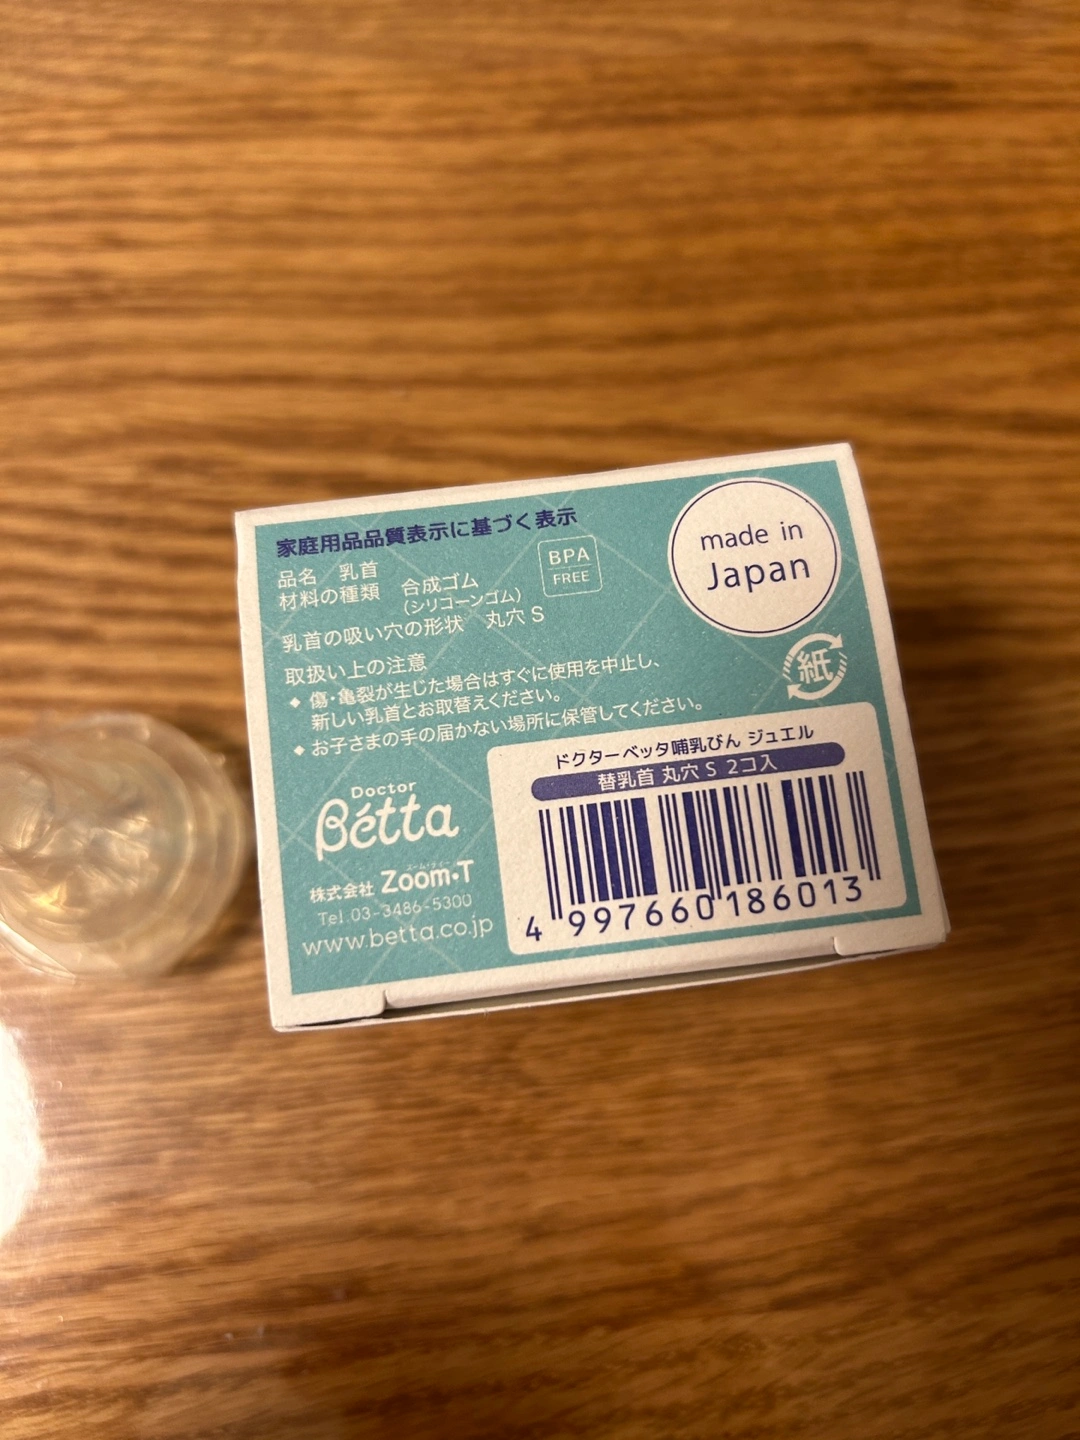 家庭用品品質表示に基づく表示
品名 乳首
材料の種類 合成ゴム
(シリコーンゴム)
乳首の吸い穴の形状 丸穴 S
BPA
FREE
made in
Japan
紙
取扱い上の注意
◆ 傷・亀裂が生じた場合はすぐに使用を中止し、
新しい乳首とお取替えください。
◆ お子さまの手の届かない場所に保管してください。
Doctor
Bétta
ズーム・ティー
株式会社 Zoom・T
Tel.03-3486-5300
www.betta.co.jp
ドクターベッタ哺乳びん ジュエル
替乳首 丸穴 S 2コ入
4 997660 186013